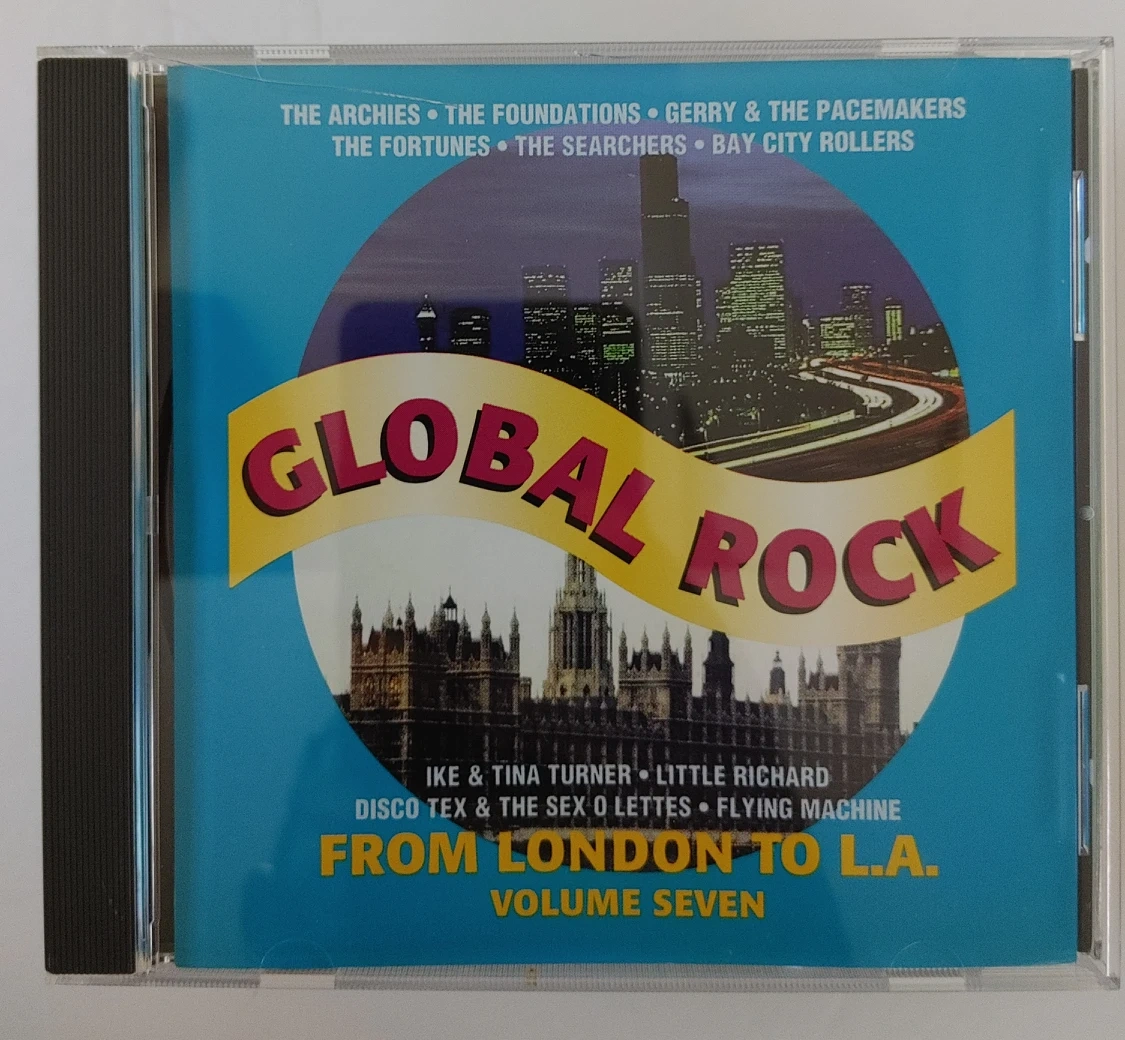 THE ARCHIES • THE FOUNDATIONS • GERRY & THE PACEMAKERS
THE FORTUNES • THE SEARCHERS • BAY CITY ROLLERS
GLOBAL ROCK
IKE & TINA TURNER • LITTLE RICHARD
DISCO TEX & THE SEX O LETTES • FLYING MACHINE
FROM LONDON TO L.A.
VOLUME SEVEN